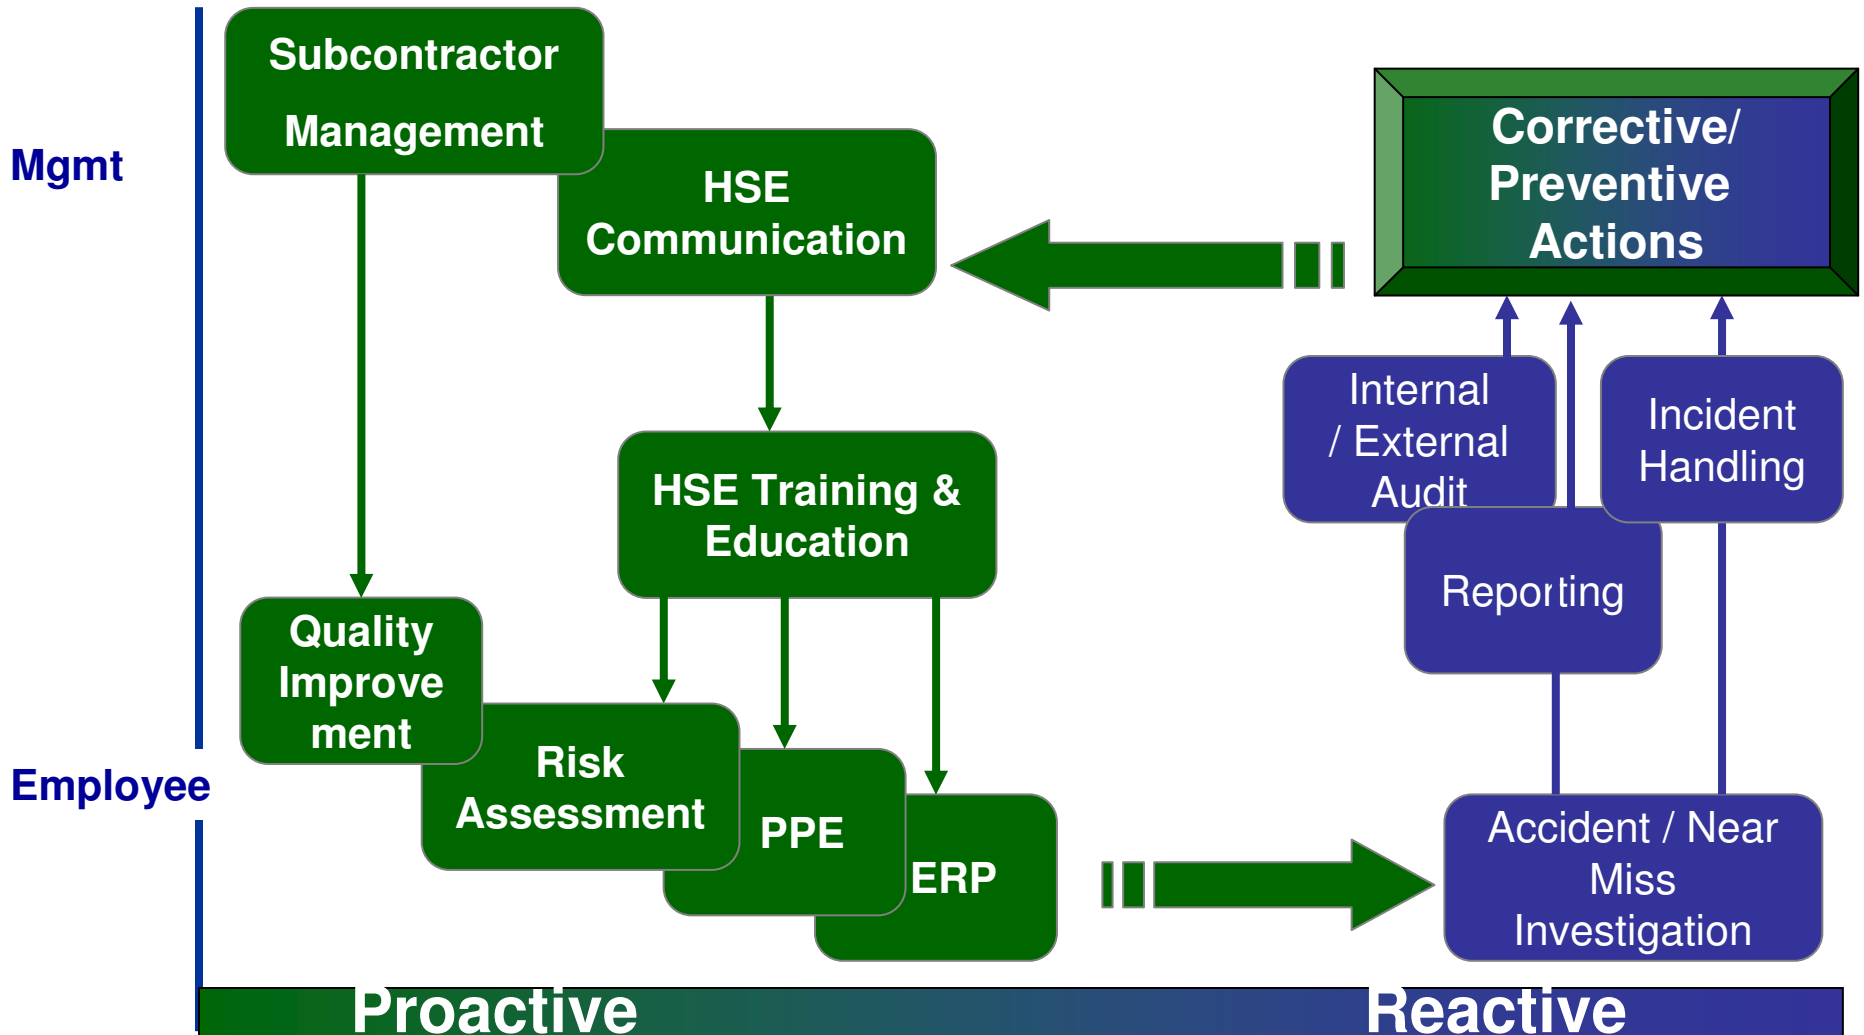 Subcontractor
Management
Mgmt
HSE
Communication
Corrective/
Preventive
Actions
Internal
/ External
Audit
Incident
Handling
HSE Training &
Education
Reporting
Quality
Improve
ment
Employee
Risk
Assessment
PPE
ERP
Accident / Near
Miss
Investigation
Proactive
Reactive